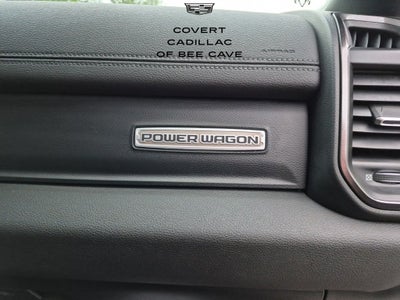 COVERT
CADILLAC
OF BEE CAVE
AIRBAG
POWER WAGON